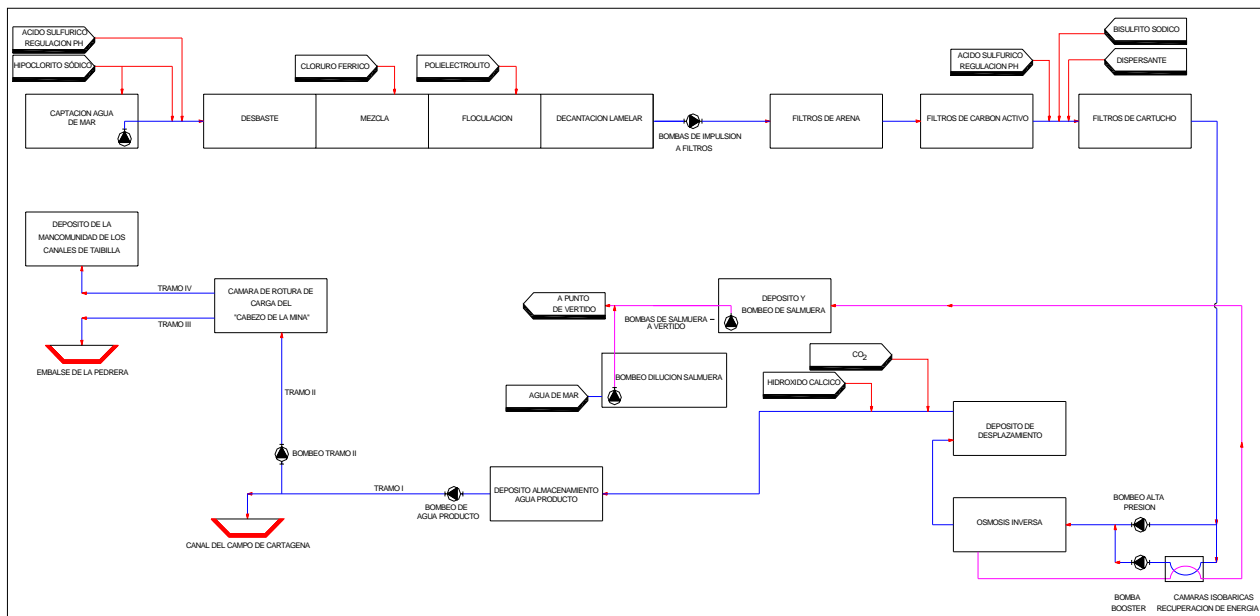 ACIDO SULFURICO
REGULACION PH
HIPOCLORITO SÓDICO
CLORURO FERRICO
POLIELECTROLITO
ACIDO SULFURICO
REGULACION PH
BISULFITO SODICO
DISPERSANTE
CAPTACION AGUA
DE MAR
DESBASTE
MEZCLA
FLOCULACION
DECANTACION LAMELAR
BOMBAS DE IMPULSION
A FILTROS
FILTROS DE ARENA
FILTROS DE CARBON ACTIVO
FILTROS DE CARTUCHO
DEPOSITO DE LA
MANCOMUNIDAD DE LOS
CANALES DE TAIBILLA
TRAMO IV
TRAMO III
CAMARA DE ROTURA DE
CARGA DEL
"CABEZO DE LA MINA"
EMBALSE DE LA PEDRERA
A PUNTO
DE VERTIDO
BOMBAS DE SALMUERA
A VERTIDO
DEPOSITO Y
BOMBEO DE SALMUERA
BOMBEO DILUCION SALMUERA
AGUA DE MAR
CO2
HIDROXIDO CALCICO
DEPOSITO DE
DESPLAZAMIENTO
TRAMO II
BOMBEO TRAMO II
TRAMO I
BOMBEO DE
AGUA PRODUCTO
DEPOSITO ALMACENAMIENTO
AGUA PRODUCTO
CANAL DEL CAMPO DE CARTAGENA
OSMOSIS INVERSA
BOMBEO ALTA
PRESION
BOMBA
BOOSTER
CAMARAS ISOBARICAS
RECUPERACION DE ENERGIA